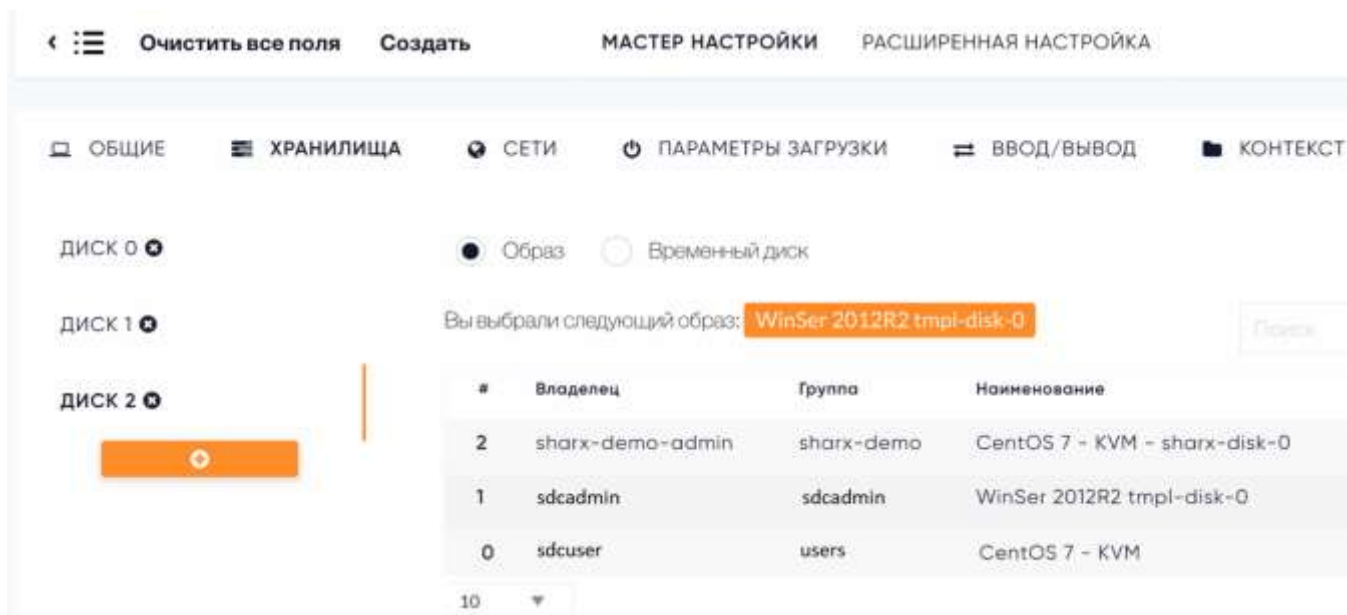 Очистить все поля Создать МАСТЕР НАСТРОЙКИ РАСШИРЕННАЯ НАСТРОЙКА
ОБЩИЕ ХРАНИЛИЩА СЕТИ ПАРАМЕТРЫ ЗАГРУЗКИ ВВОД/ВЫВОД КОНТЕКСТ
ДИСК 0
ДИСК 1
ДИСК 2
Образ Временный диск
Вы выбрали следующий образ: WinSer 2012R2 tmpl-disk-0 Поиск
# Владелец Группа Наименование
2 sharx-demo-admin sharx-demo CentOS 7 - KVM - sharx-disk-0
1 sdcadmin sdcadmin WinSer 2012R2 tmpl-disk-0
0 sdcuser users CentOS 7 - KVM
10